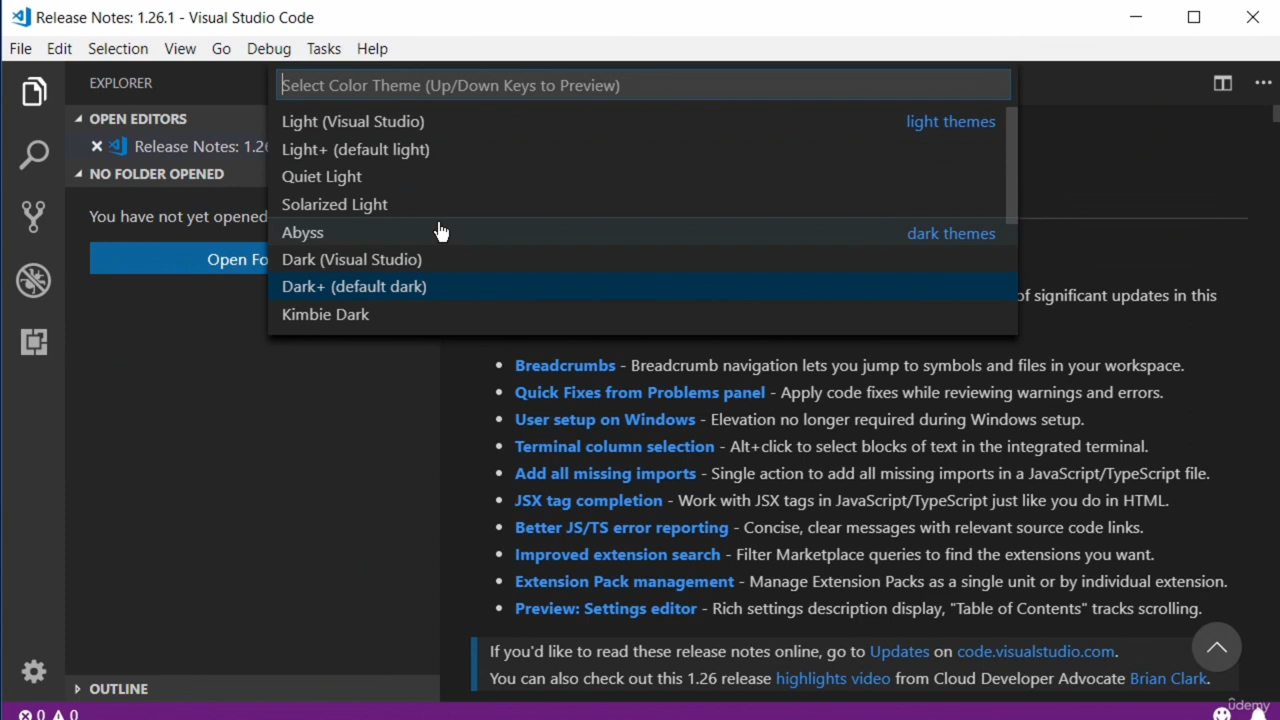 Release Notes: 1.26.1 - Visual Studio Code
File Edit Selection View Go Debug Tasks Help
EXPLORER
Select Color Theme (Up/Down Keys to Preview)
OPEN EDITORS
Release Notes: 1.26
NO FOLDER OPENED
You have not yet opened
Open Fo
Light (Visual Studio) light themes
Light+ (default light)
Quiet Light
Solarized Light
Abyss dark themes
Dark (Visual Studio)
Dark+ (default dark)
Kimbie Dark
of significant updates in this
• Breadcrumbs - Breadcrumb navigation lets you jump to symbols and files in your workspace.
• Quick Fixes from Problems panel - Apply code fixes while reviewing warnings and errors.
• User setup on Windows - Elevation no longer required during Windows setup.
• Terminal column selection - Alt+click to select blocks of text in the integrated terminal.
• Add all missing imports - Single action to add all missing imports in a JavaScript/TypeScript file.
• JSX tag completion - Work with JSX tags in JavaScript/TypeScript just like you do in HTML.
• Better JS/TS error reporting - Concise, clear messages with relevant source code links.
• Improved extension search - Filter Marketplace queries to find the extensions you want.
• Extension Pack management - Manage Extension Packs as a single unit or by individual extension.
• Preview: Settings editor - Rich settings description display, "Table of Contents" tracks scrolling.
If you'd like to read these release notes online, go to Updates on code.visualstudio.com.
You can also check out this 1.26 release highlights video from Cloud Developer Advocate Brian Clark.
OUTLINE
0 0
udemy